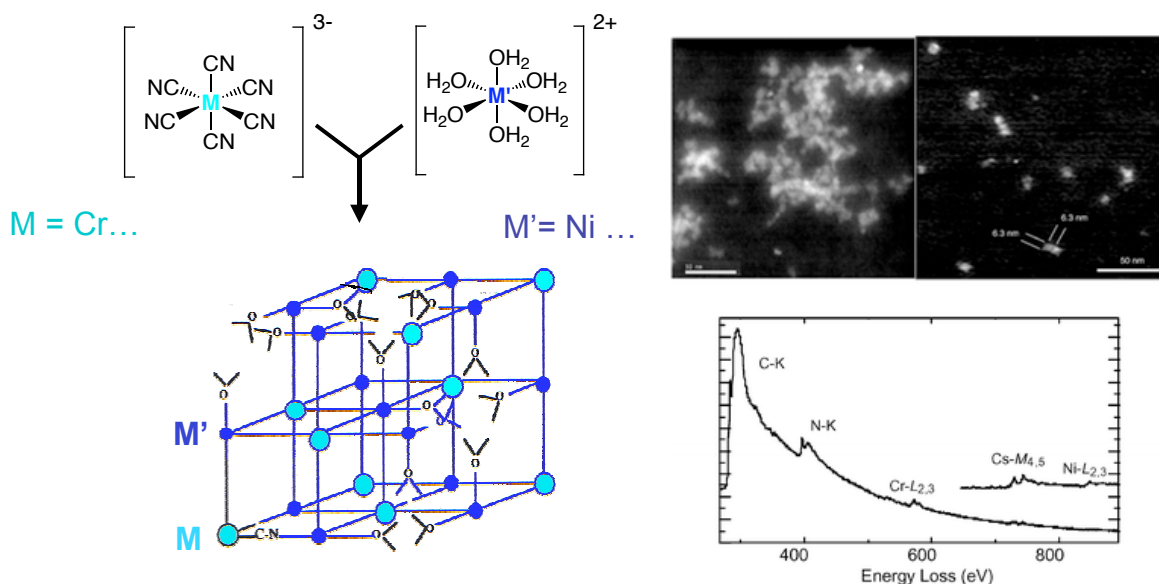 3-
2+
CN
NC
CN
M
NC
CN
CN
OH2
H2O
OH2
M'
H2O
OH2
OH2
M = Cr...
M'= Ni ...
6.3 nm
6.3 nm
50 nm
O
O
O
O
O
O
O
O
O
O
O
M'
O
O
O
M
C-N
O
O
C-K
N-K
Cr-L2,3
Cs-M4,5
Ni-L2,3
400
600
800
Energy Loss (eV)